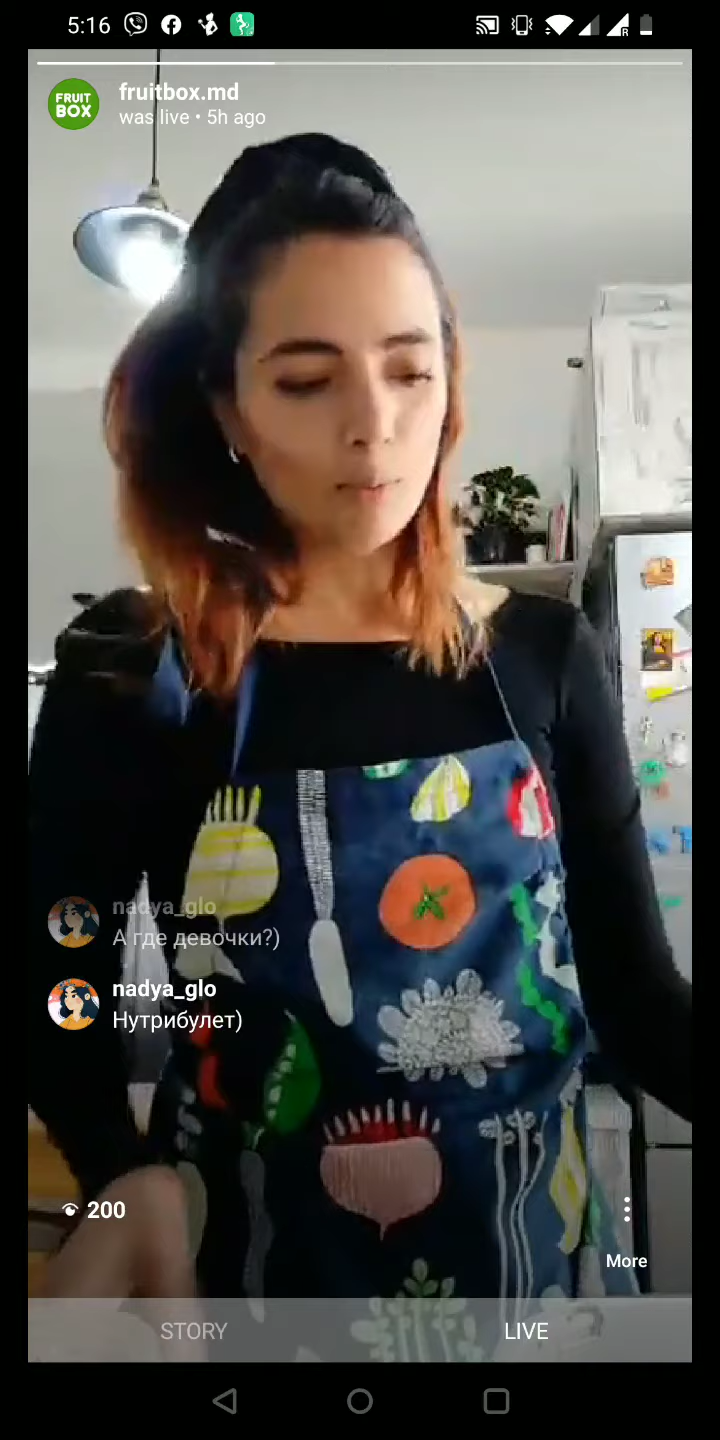 5:16
R
FRUIT
BOX
fruitbox.md
was live • 5h ago
nadya_glo
А где девочки?)
nadya_glo
Нутрибулет)
200
More
STORY
LIVE